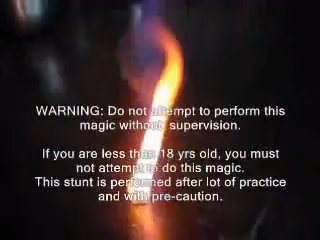 WARNING: Do not attempt to perform this
magic without supervision.
If you are less than 18 yrs old, you must
not attempt to do this magic.
This stunt is performed after lot of practice
and with pre-caution.